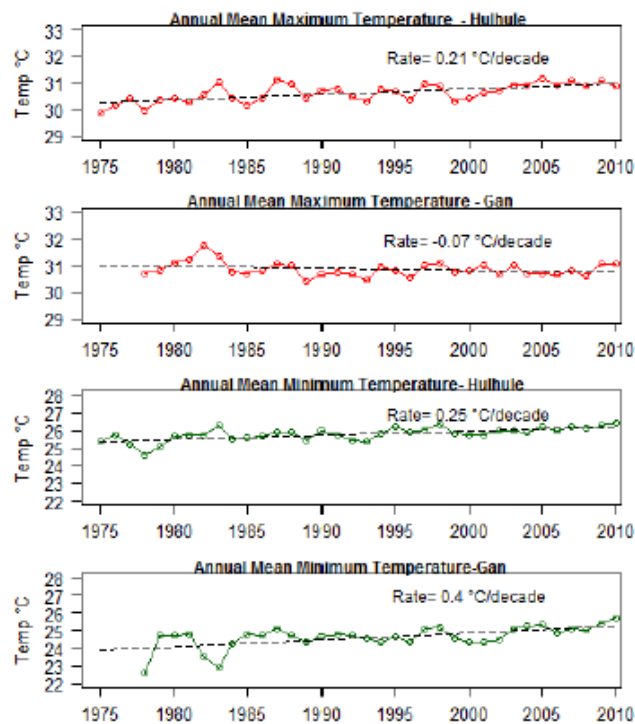 Annual Mean Maximum Temperature - Hulhule
Rate= 0.21 °C/decade
Temp °C
33
32
31
30
29
1975 1980 1985 1990 1995 2000 2005 2010
Annual Mean Maximum Temperature - Gan
Rate= -0.07 °C/decade
Temp °C
33
32
31
30
29
1975 1980 1985 1990 1995 2000 2005 2010
Annual Mean Minimum Temperature- Hulhule
Rate= 0.25 °C/decade
Temp °C
28
27
26
25
24
23
22
1975 1980 1985 1990 1995 2000 2005 2010
Annual Mean Minimum Temperature-Gan
Rate= 0.4 °C/decade
Temp °C
28
27
26
25
24
23
22
1975 1980 1985 1990 1995 2000 2005 2010